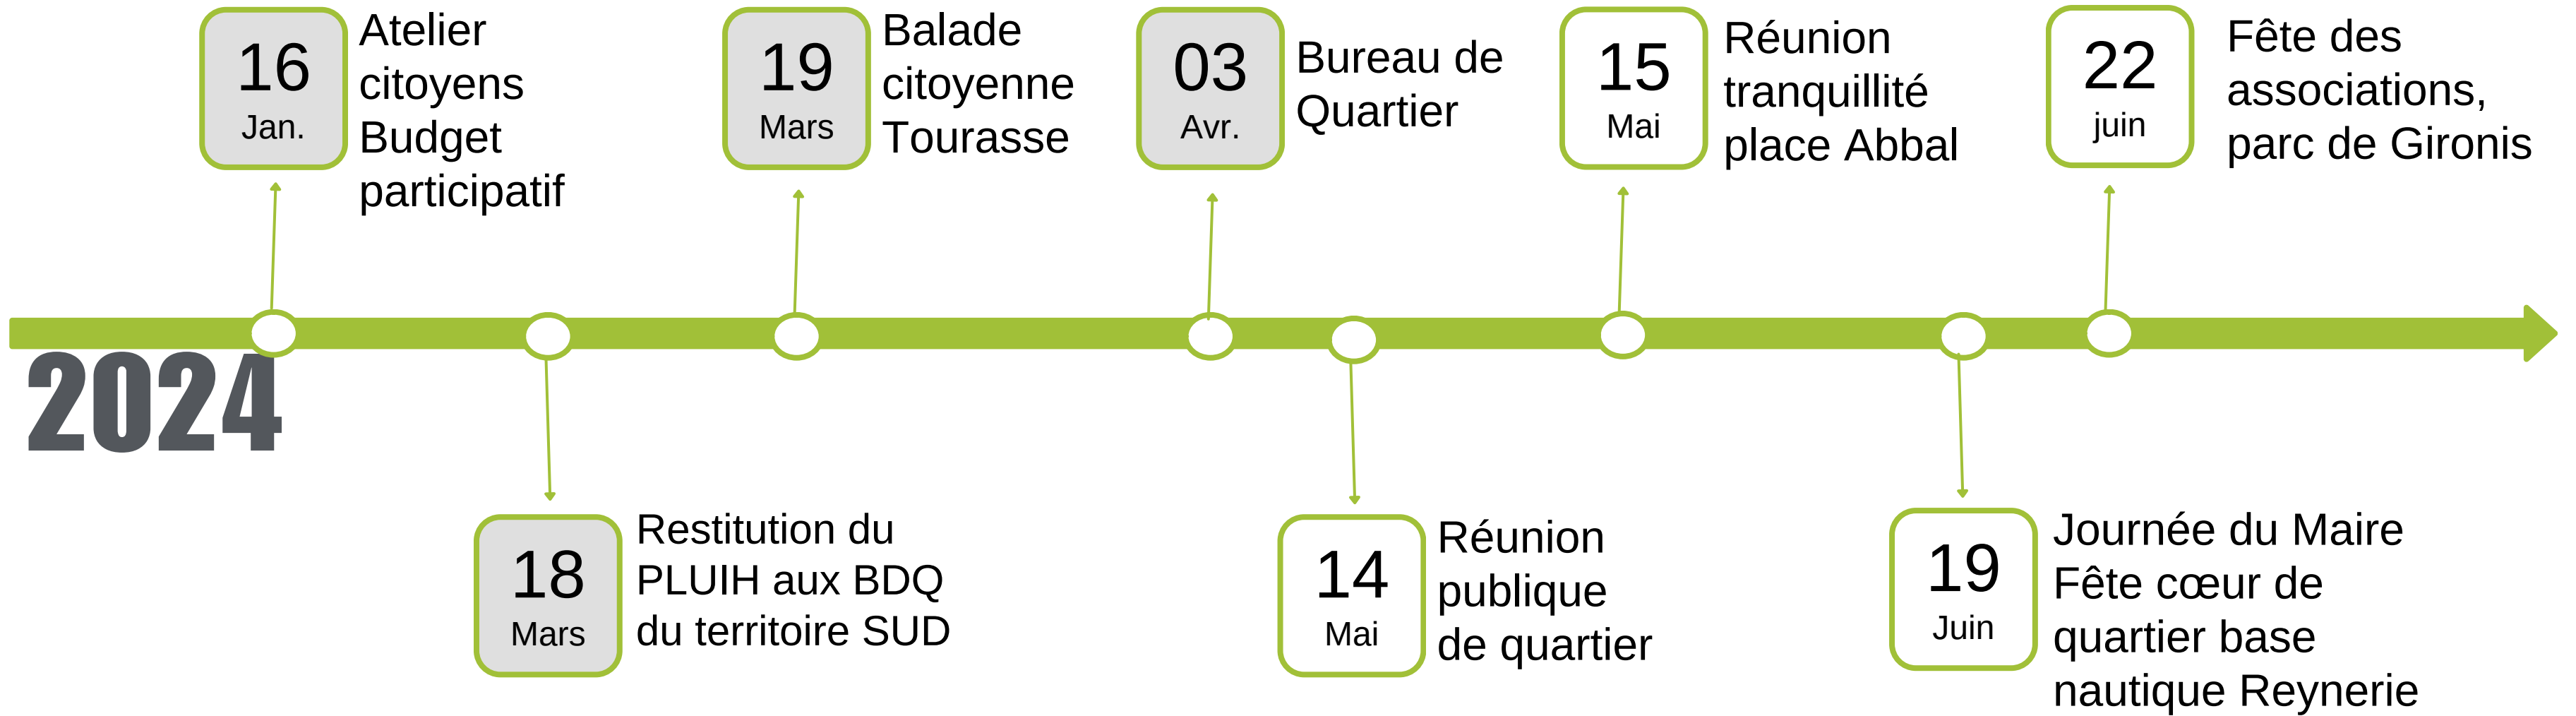 16
Jan.
Atelier
citoyens
Budget
participatif
19
Mars
Balade
citoyenne
Tourasse
03
Avr.
Bureau de
Quartier
15
Mai
Réunion
tranquillité
place Abbal
22
juin
Fête des
associations,
parc de Gironis
2024
18
Mars
Restitution du
PLUIH aux BDQ
du territoire SUD
14
Mai
Réunion
publique
de quartier
19
Juin
Journée du Maire
Fête cœur de
quartier base
nautique Reynerie